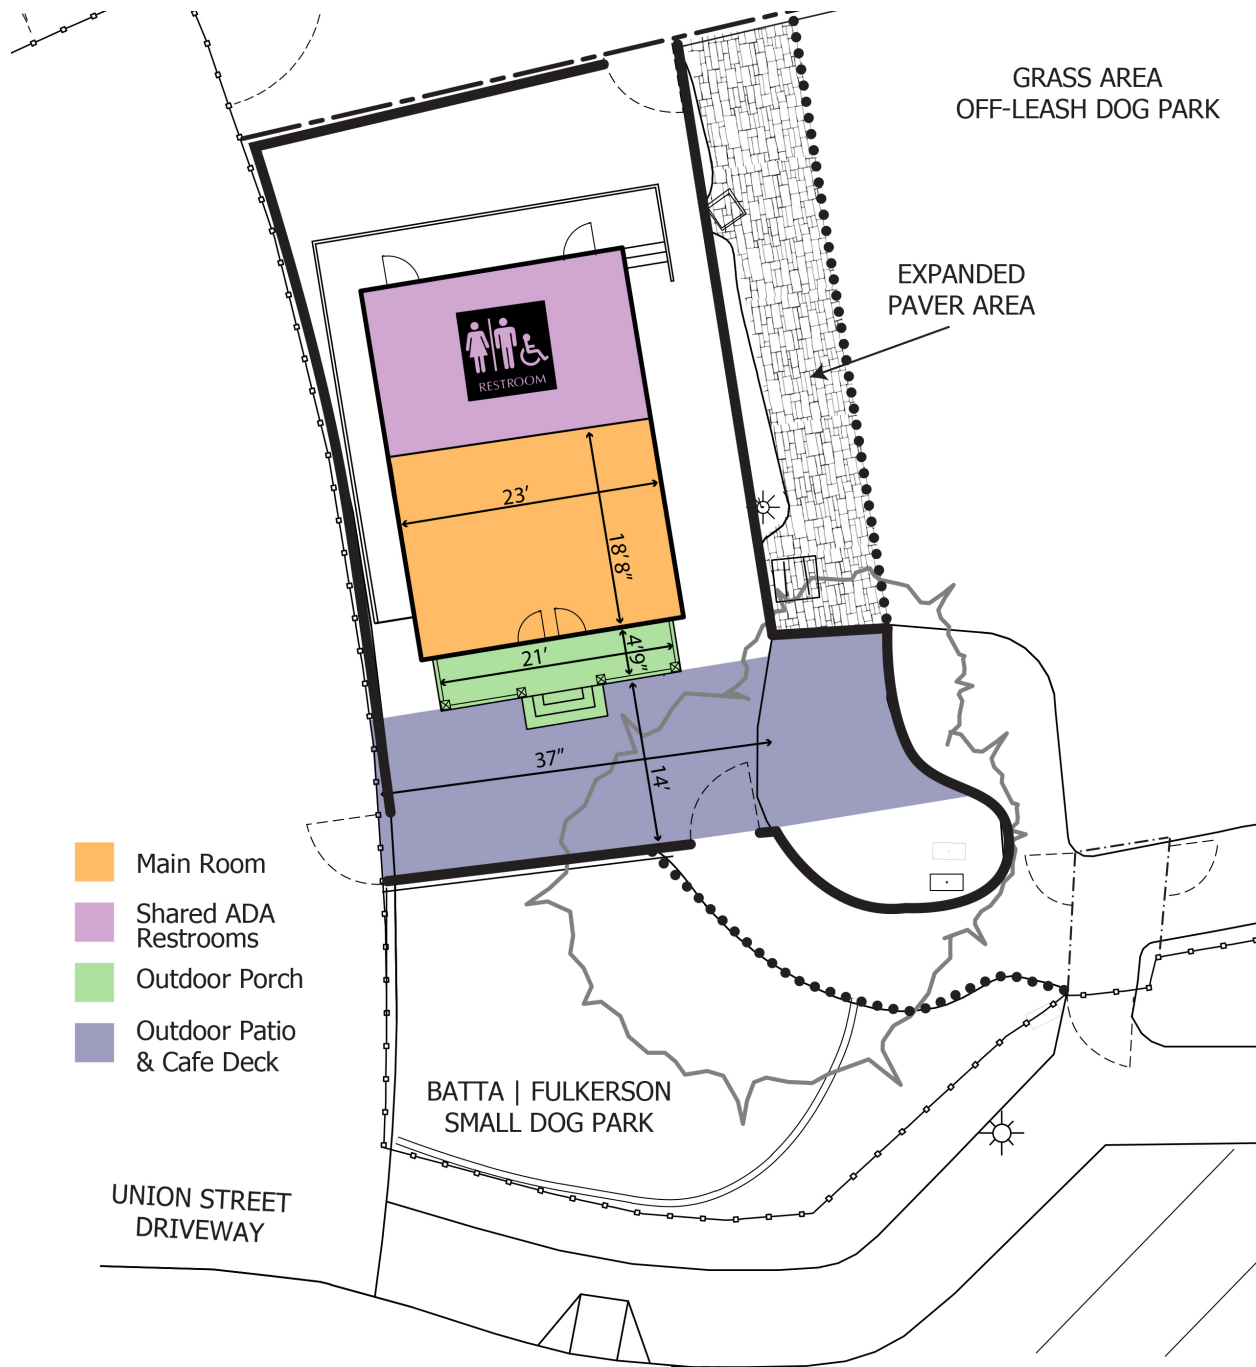 GRASS AREA
OFF-LEASH DOG PARK
EXPANDED
PAVER AREA
RESTROOM
23′
18′ 8″
21′
4′9″
37″
14′
Main Room
Shared ADA
Restrooms
Outdoor Porch
Outdoor Patio
& Cafe Deck
BATTA | FULKERSON
SMALL DOG PARK
UNION STREET
DRIVEWAY